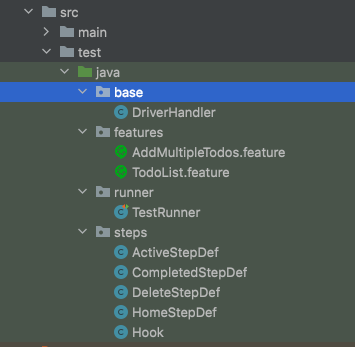 src
main
test
java
base
DriverHandler
features
AddMultipleTodos.feature
TodoList.feature
runner
TestRunner
steps
ActiveStepDef
CompletedStepDef
DeleteStepDef
HomeStepDef
Hook